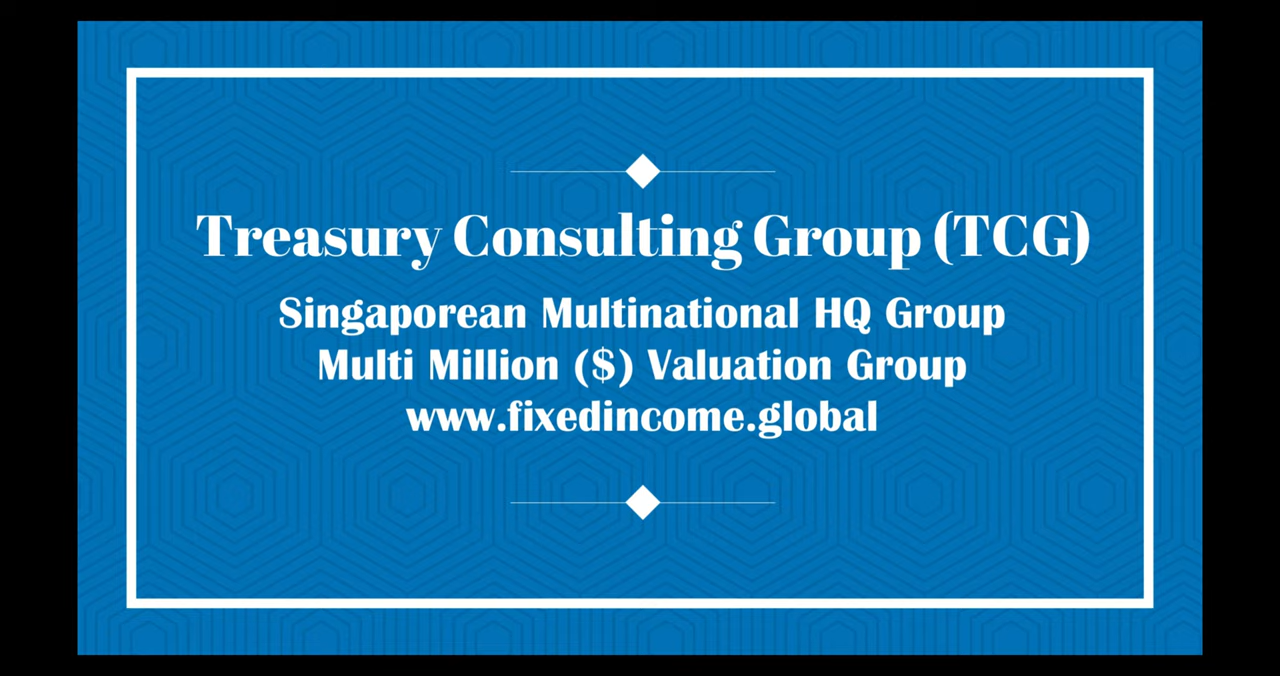 Treasury Consulting Group (TCG)
Singaporean Multinational HQ Group
Multi Million ($) Valuation Group
www.fixedincome.global